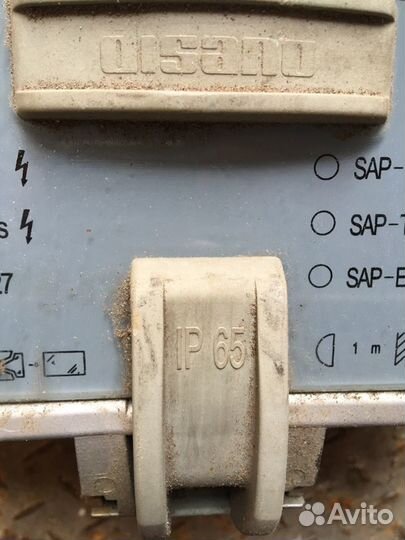 disano
SAP-
s SAP-T
27 SAP-E
IP 65
1 m
Avito